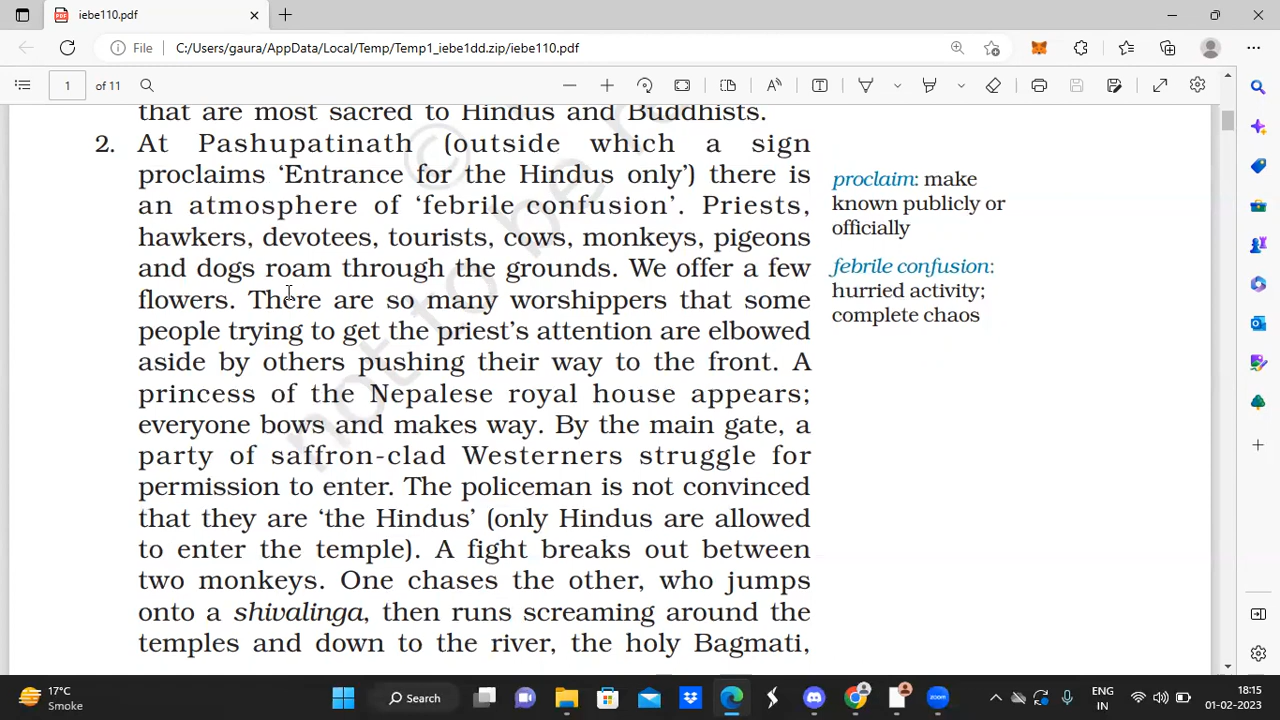 iebe110.pdf
File
C:/Users/gaura/AppData/Local/Temp/Temp1_iebe1dd.zip/iebe110.pdf
1
of 11
that are most sacred to Hindus and Buddhists.
2. At Pashupatinath (outside which a sign
proclaims ‘Entrance for the Hindus only’) there is
an atmosphere of ‘febrile confusion’. Priests,
hawkers, devotees, tourists, cows, monkeys, pigeons
and dogs roam through the grounds. We offer a few
flowers. There are so many worshippers that some
people trying to get the priest’s attention are elbowed
aside by others pushing their way to the front. A
princess of the Nepalese royal house appears;
everyone bows and makes way. By the main gate, a
party of saffron-clad Westerners struggle for
permission to enter. The policeman is not convinced
that they are ‘the Hindus’ (only Hindus are allowed
to enter the temple). A fight breaks out between
two monkeys. One chases the other, who jumps
onto a shivalinga, then runs screaming around the
temples and down to the river, the holy Bagmati,
proclaim: make
known publicly or
officially
febrile confusion:
hurried activity;
complete chaos
©
not to be r
17°C
Smoke
Search
ENG
IN
18:15
01-02-2023